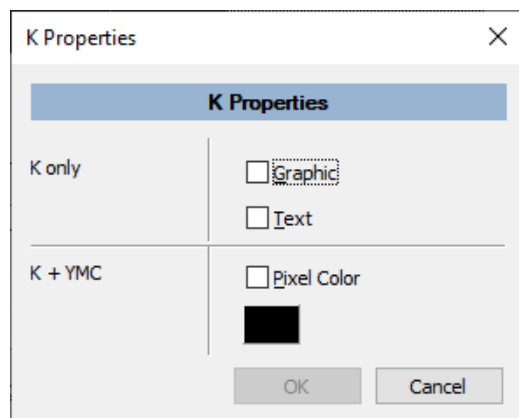 K Properties
K Properties
K only
Graphic
Text
K + YMC
Pixel Color
OK
Cancel